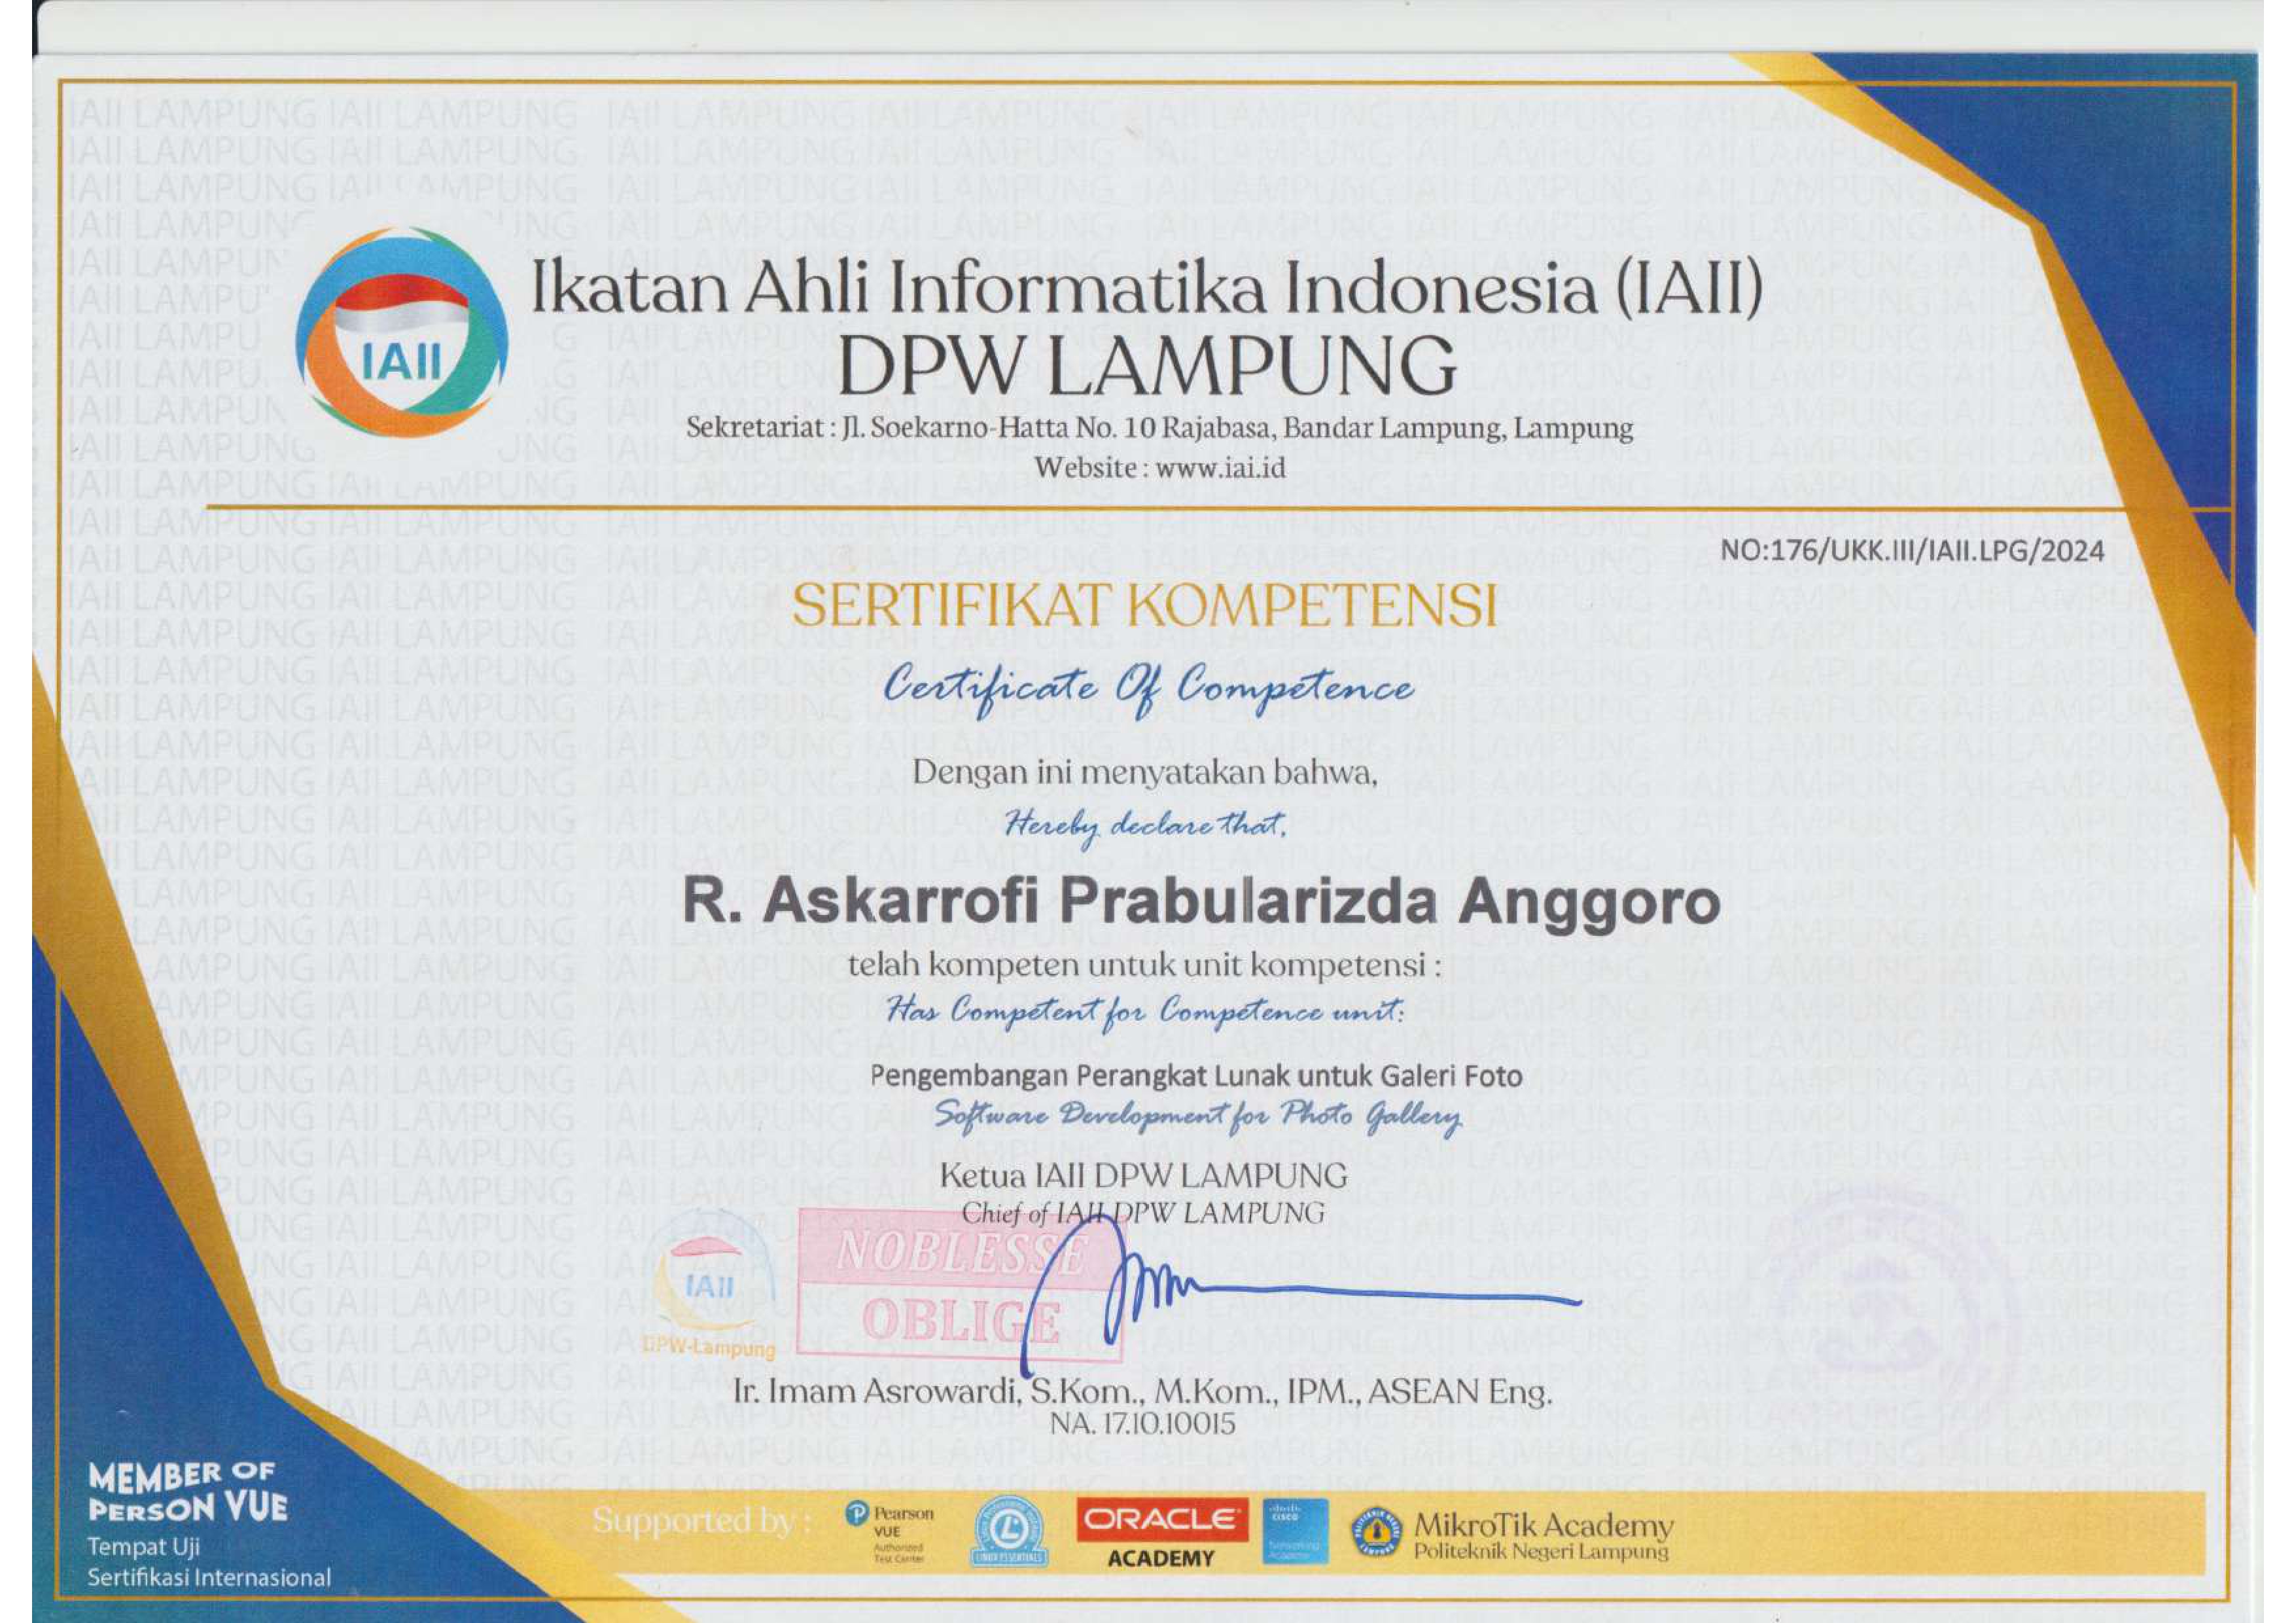 IAII
Ikatan Ahli Informatika Indonesia (IAII)
DPW LAMPUNG
Sekretariat : Jl. Soekarno-Hatta No. 10 Rajabasa, Bandar Lampung, Lampung
Website : www.iai.id
NO:176/UKK.III/IAII.LPG/2024
SERTIFIKAT KOMPETENSI
Certificate Of Competence
Dengan ini menyatakan bahwa,
Hereby declare that,
R. Askarrofi Prabularizda Anggoro
telah kompeten untuk unit kompetensi :
Has Competent for Competence unit:
Pengembangan Perangkat Lunak untuk Galeri Foto
Software Development for Photo Gallery
Ketua IAII DPW LAMPUNG
Chief of IAII DPW LAMPUNG
NOBLESSE
OBLIGE
IAII
DPW-Lampung
Ir. Imam Asrowardi, S.Kom., M.Kom., IPM., ASEAN Eng.
NA. 17.10.10015
MEMBER OF
PERSON VUE
Tempat Uji
Sertifikasi Internasional
Supported by :
Pearson
VUE
Authorized
Test Center
LINUX ESSENTIALS
ORACLE
ACADEMY
CISCO
Networking
Academy
MikroTik Academy
Politeknik Negeri Lampung